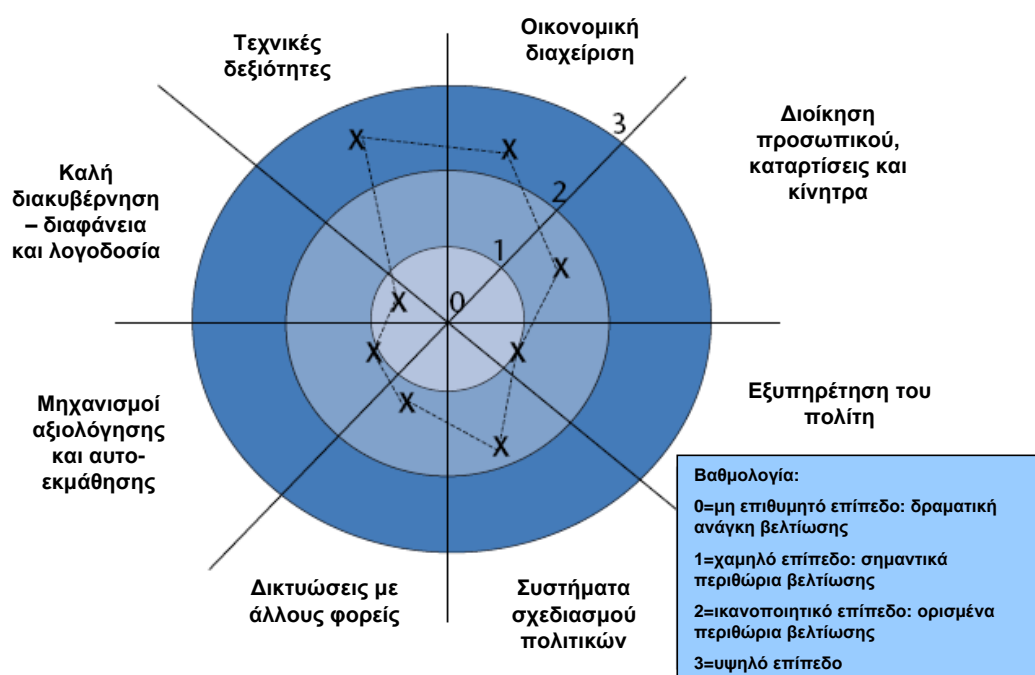 Τεχνικές
δεξιότητες
Οικονομική
διαχείριση
Διοίκηση
προσωπικού,
καταρτίσεις και
κίνητρα
Καλή
διακυβέρνηση
– διαφάνεια
και λογοδοσία
3
2
1
0
X
X
X
X
X
X
X
X
Μηχανισμοί
αξιολόγησης
και αυτο-
εκμάθησης
Εξυπηρέτηση του
πολίτη
Δικτυώσεις με
άλλους φορείς
Συστήματα
σχεδιασμού
πολιτικών
Βαθμολογία:
0=μη επιθυμητό επίπεδο: δραματική
ανάγκη βελτίωσης
1=χαμηλό επίπεδο: σημαντικά
περιθώρια βελτίωσης
2=ικανοποιητικό επίπεδο: ορισμένα
περιθώρια βελτίωσης
3=υψηλό επίπεδο